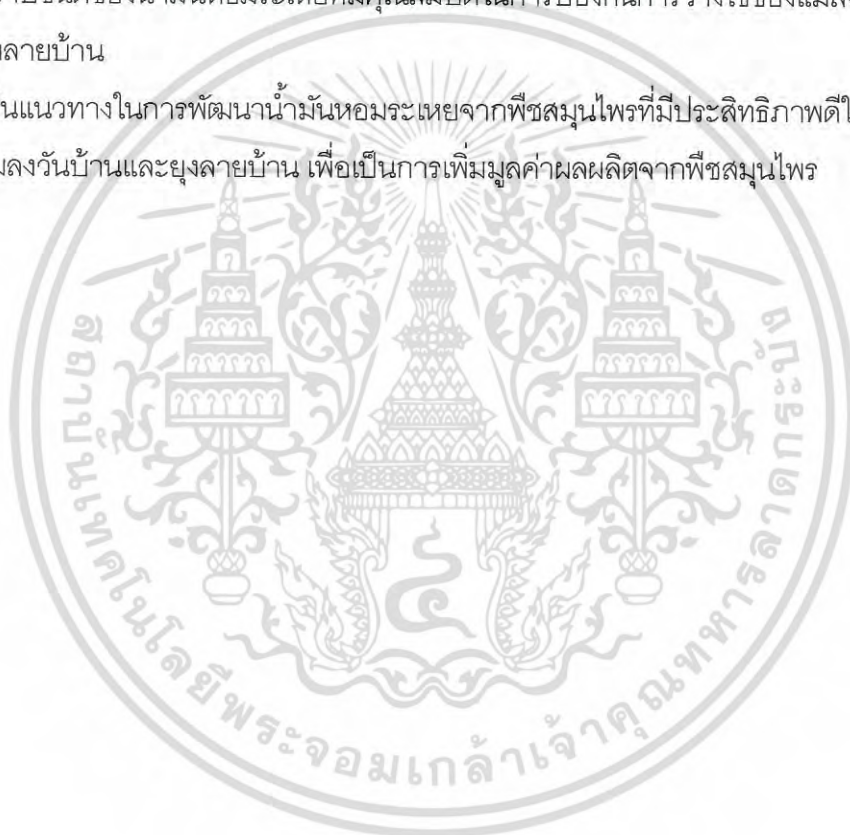 ลายบ้าน
นแนวทางในการพัฒนาน้ำมันหอมระเหยจากพืชสมุนไพรที่มีประสิทธิภาพดีใ
มลงวันบ้านและยุงลายบ้าน เพื่อเป็นการเพิ่มมูลค่าผลผลิตจากพืชสมุนไพร
สถาบันเทคโนโลยีพระจอมเกล้าเจ้าคุณทหารลาดกระบัง